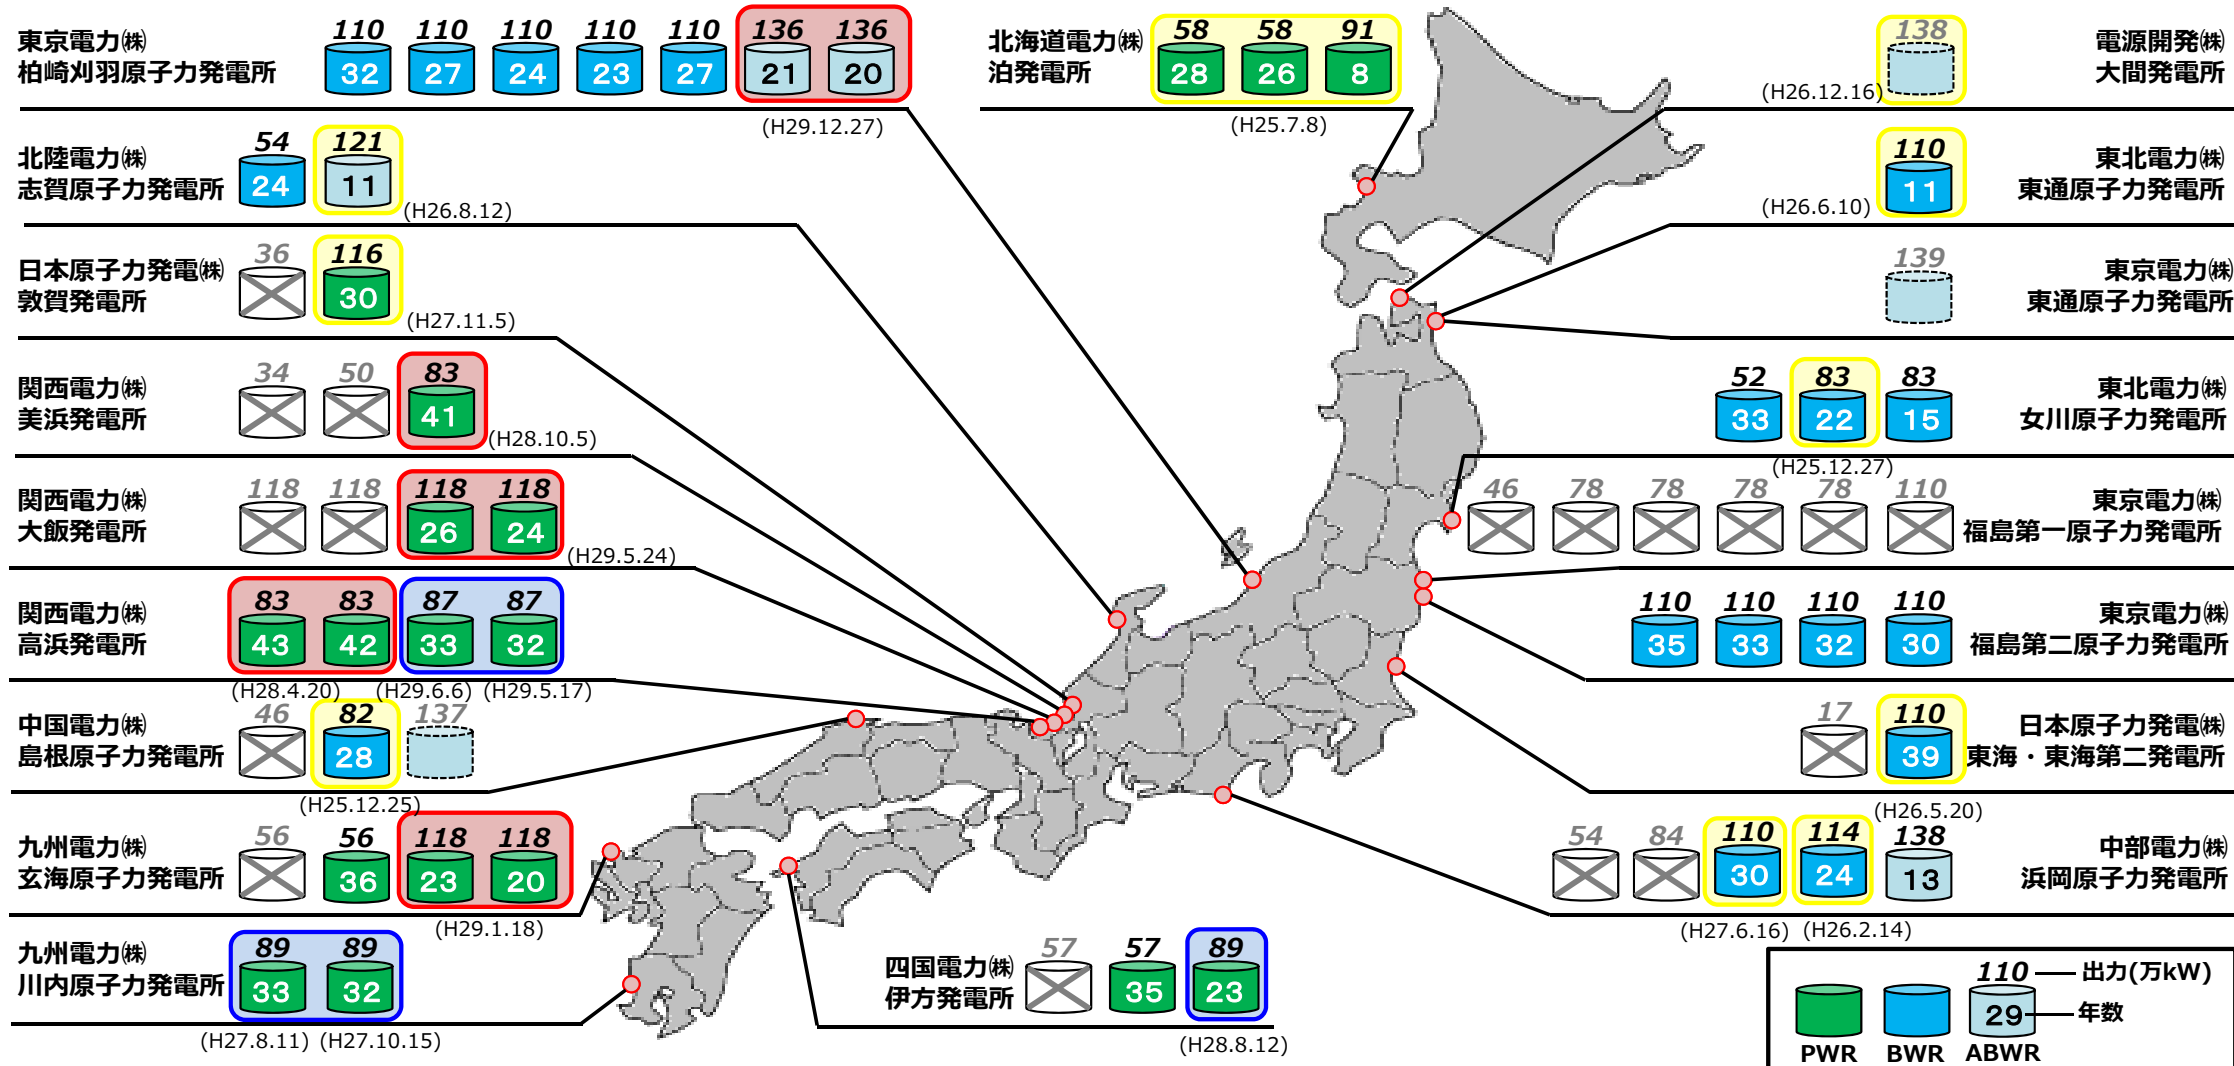 東京電力㈱
柏崎刈羽原子力発電所
110 110 110 110 110 136 136
32 27 24 23 27 21 20
(H29.12.27)
北陸電力㈱
志賀原子力発電所
54 121
24 11
(H26.8.12)
日本原子力発電㈱
敦賀発電所
36 116
30
(H27.11.5)
関西電力㈱
美浜発電所
34 50 83
41
(H28.10.5)
関西電力㈱
大飯発電所
118 118 118 118
26 24
(H29.5.24)
関西電力㈱
高浜発電所
83 83 87 87
43 42 33 32
(H28.4.20) (H29.6.6) (H29.5.17)
中国電力㈱
島根原子力発電所
46 82 137
28
(H25.12.25)
九州電力㈱
玄海原子力発電所
56 56 118 118
36 23 20
(H29.1.18)
九州電力㈱
川内原子力発電所
89 89
33 32
(H27.8.11) (H27.10.15)
北海道電力㈱
泊発電所
58 58 91
28 26 8
(H25.7.8)
四国電力㈱
伊方発電所
57 57 89
35 23
(H28.8.12)
138
電源開発㈱
大間発電所
(H26.12.16)
110
東北電力㈱
東通原子力発電所
11
(H26.6.10)
139
東京電力㈱
東通原子力発電所
52 83 83
東北電力㈱
女川原子力発電所
33 22 15
(H25.12.27)
46 78 78 78 78 110
東京電力㈱
福島第一原子力発電所
110 110 110 110
東京電力㈱
福島第二原子力発電所
35 33 32 30
17 110
日本原子力発電㈱
東海・東海第二発電所
39
(H26.5.20)
54 84 110 114 138
中部電力㈱
浜岡原子力発電所
30 24 13
(H27.6.16) (H26.2.14)
110 出力(万kW)
29 年数
PWR BWR ABWR